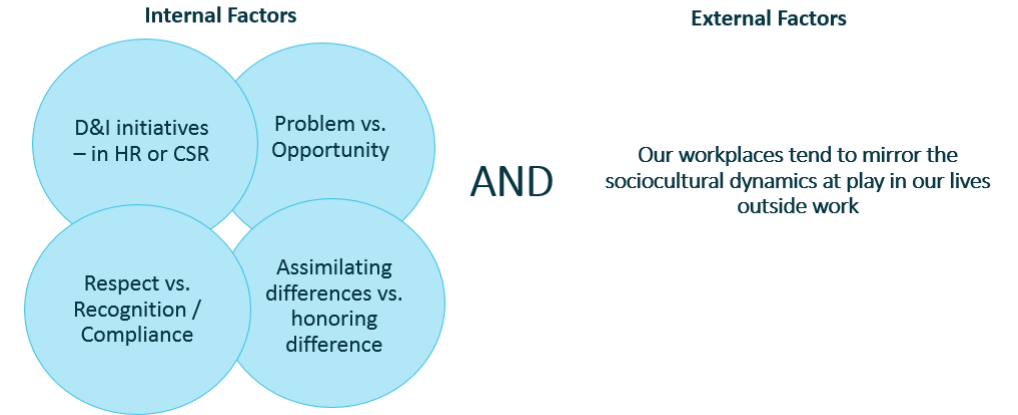 Internal Factors
External Factors
D&I initiatives
– in HR or CSR
Problem vs.
Opportunity
Respect vs.
Recognition /
Compliance
Assimilating
differences vs.
honoring
difference
AND
Our workplaces tend to mirror the
sociocultural dynamics at play in our lives
outside work